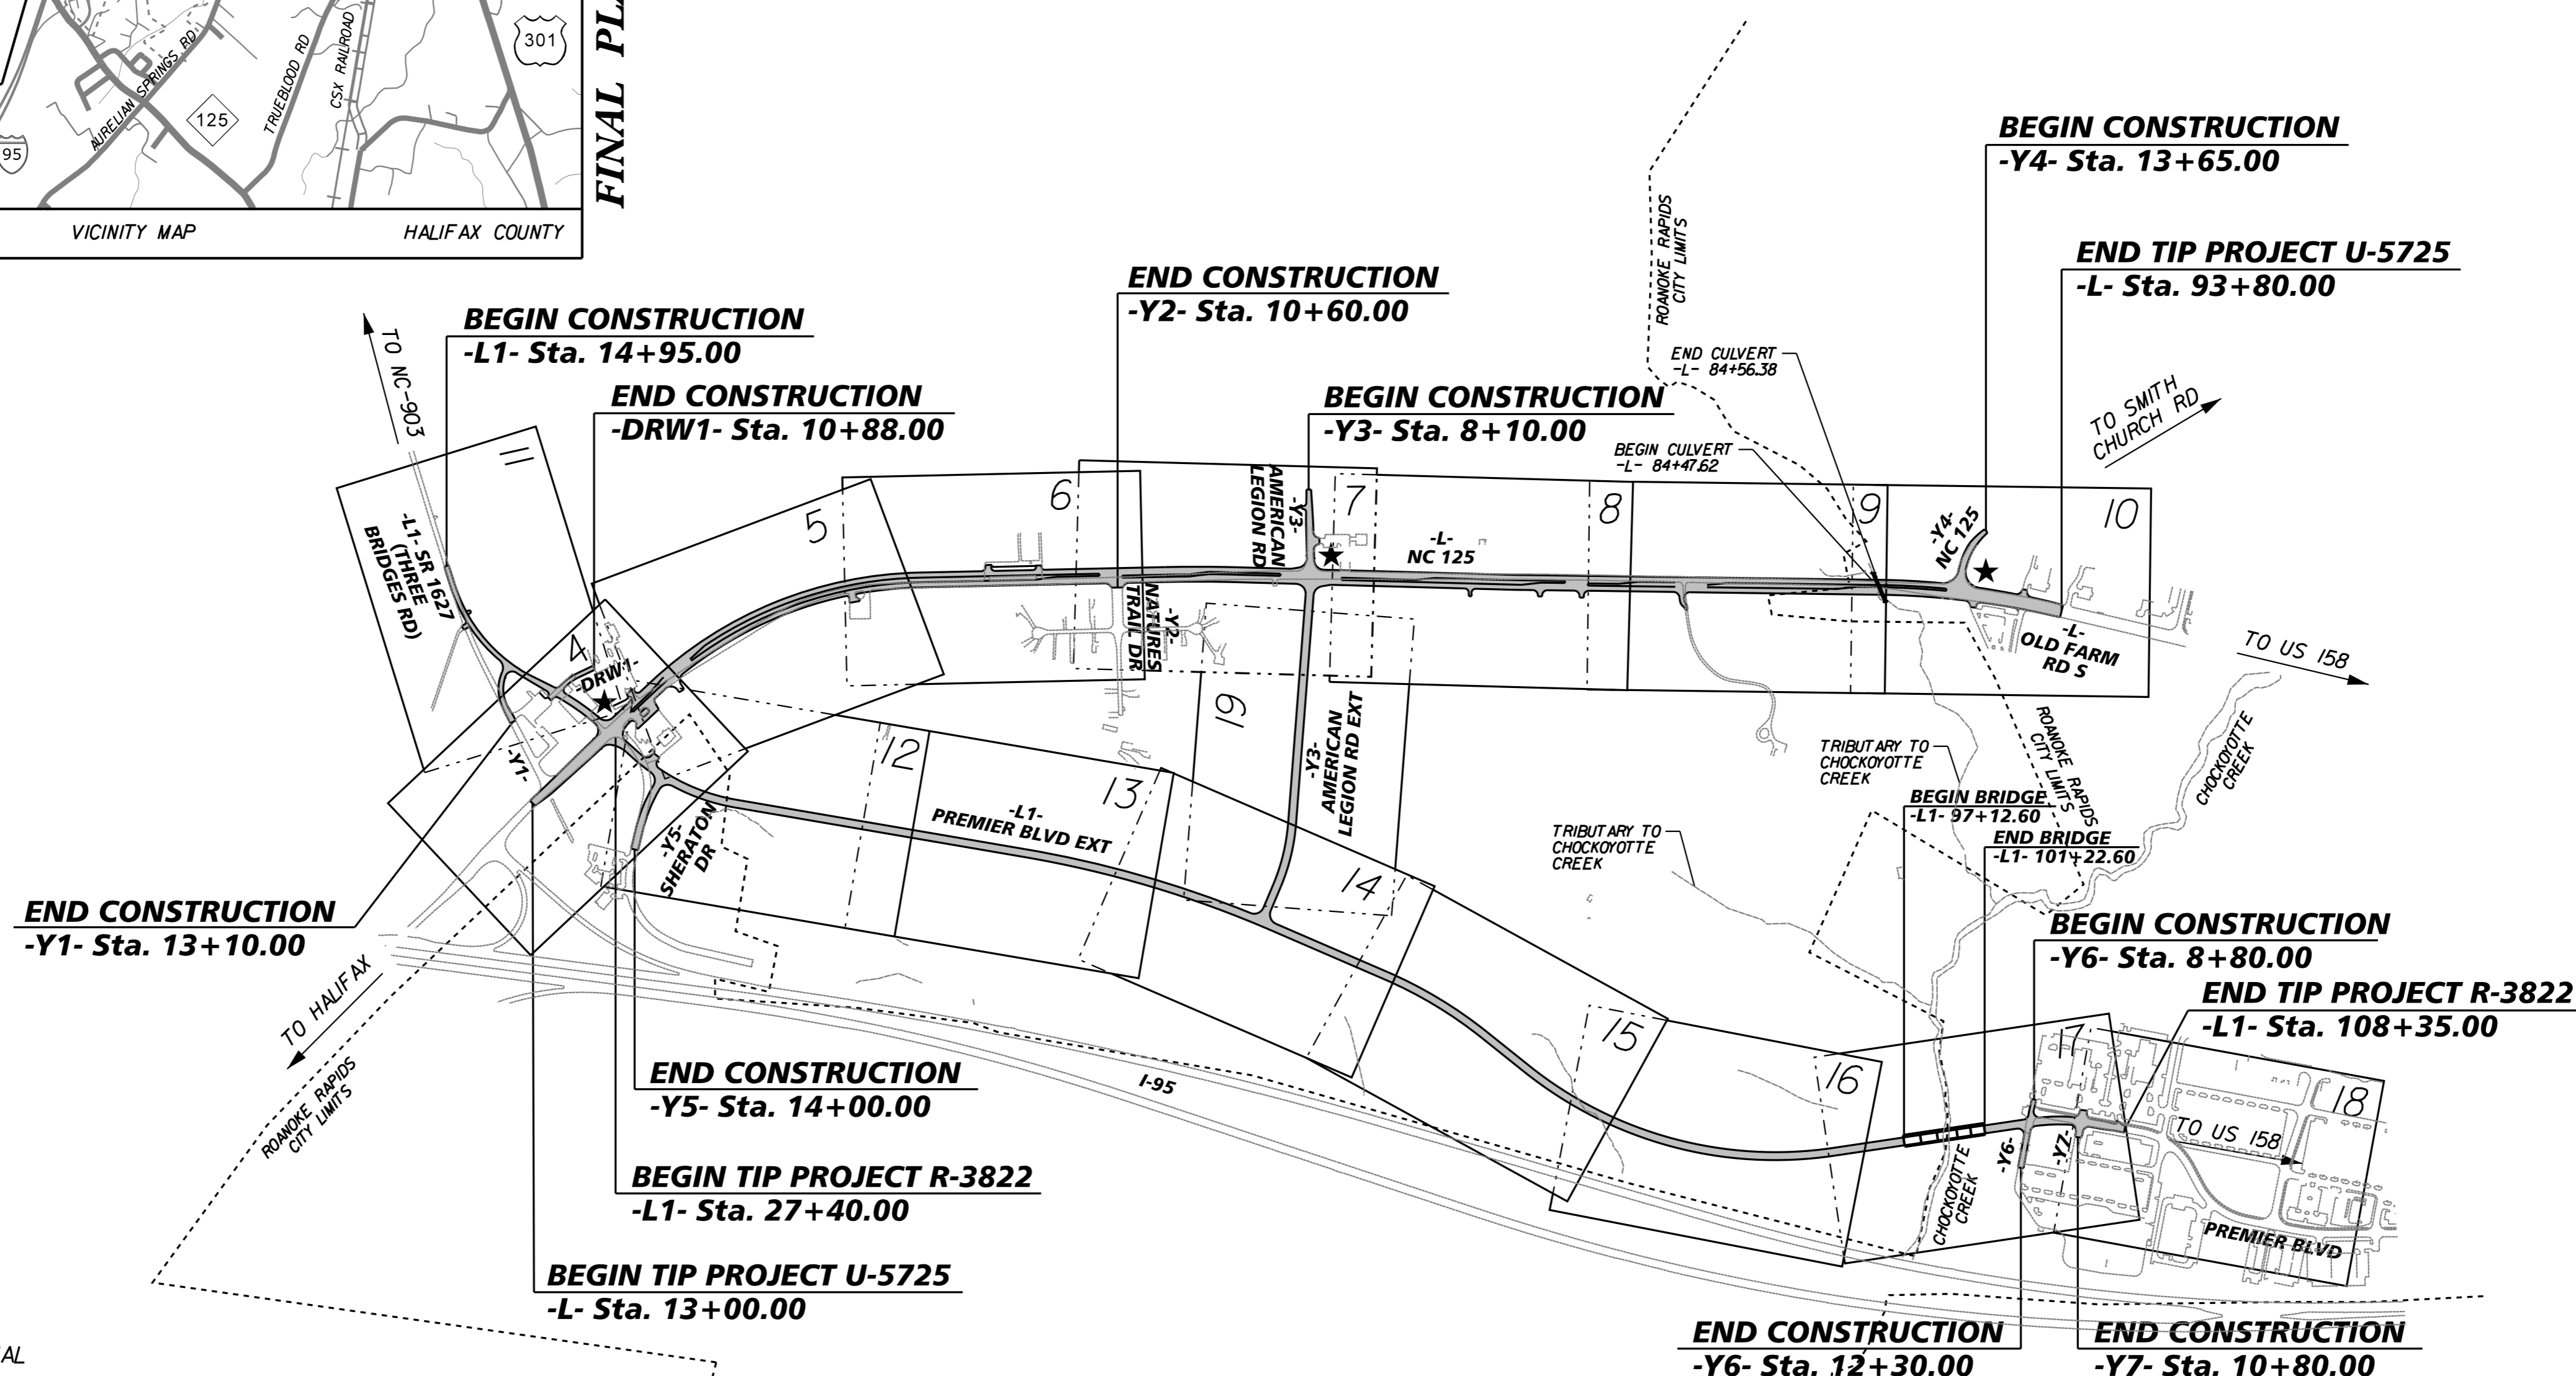 301
AURELIAN SPRINGS RD
TRUEBLOOD RD
CSX RAILROAD
125
95
VICINITY MAP
HALIFAX COUNTY
FINAL
BEGIN CONSTRUCTION
-Y4- Sta. 13+65.00
END TIP PROJECT U-5725
-L- Sta. 93+80.00
ROANOKE RAPIDS
CITY LIMITS
END CONSTRUCTION
-Y2- Sta. 10+60.00
BEGIN CONSTRUCTION
-L1- Sta. 14+95.00
END CONSTRUCTION
-DRW1- Sta. 10+88.00
BEGIN CONSTRUCTION
-Y3- Sta. 8+10.00
END CULVERT
-L- 84+56.38
BEGIN CULVERT
-L- 84+47.62
TO SMITH
CHURCH RD
TO NC-903
11
-L1- SR 1627
(THREE
BRIDGES RD)
4
-DRW1-
5
6
AMERICAN
LEGION RD
-Y3-
7
-L-
NC 125
8
9
-Y4-
NC 125
10
-Y2-
NATURES
TRAIL DR
-L-
OLD FARM
RD S
TO US 158
-Y1-
12
13
19
-Y3-
AMERICAN
LEGION RD EXT
-L1-
PREMIER BLVD EXT
-Y5-
SHERATON
DR
14
TRIBUTARY TO
CHOCKOYOTTE
CREEK
TRIBUTARY TO
CHOCKOYOTTE
CREEK
ROANOKE RAPIDS
CITY LIMITS
CHOCKOYOTTE
CREEK
BEGIN BRIDGE
-L1- 97+12.60
END BRIDGE
-L1- 101+22.60
END CONSTRUCTION
-Y1- Sta. 13+10.00
BEGIN CONSTRUCTION
-Y6- Sta. 8+80.00
END TIP PROJECT R-3822
-L1- Sta. 108+35.00
TO HALIFAX
ROANOKE RAPIDS
CITY LIMITS
END CONSTRUCTION
-Y5- Sta. 14+00.00
I-95
15
16
17
18
TO US 158
-Y6-
-Y7-
CHOCKOYOTTE
CREEK
PREMIER BLVD
BEGIN TIP PROJECT R-3822
-L1- Sta. 27+40.00
BEGIN TIP PROJECT U-5725
-L- Sta. 13+00.00
END CONSTRUCTION
-Y6- Sta. 12+30.00
END CONSTRUCTION
-Y7- Sta. 10+80.00